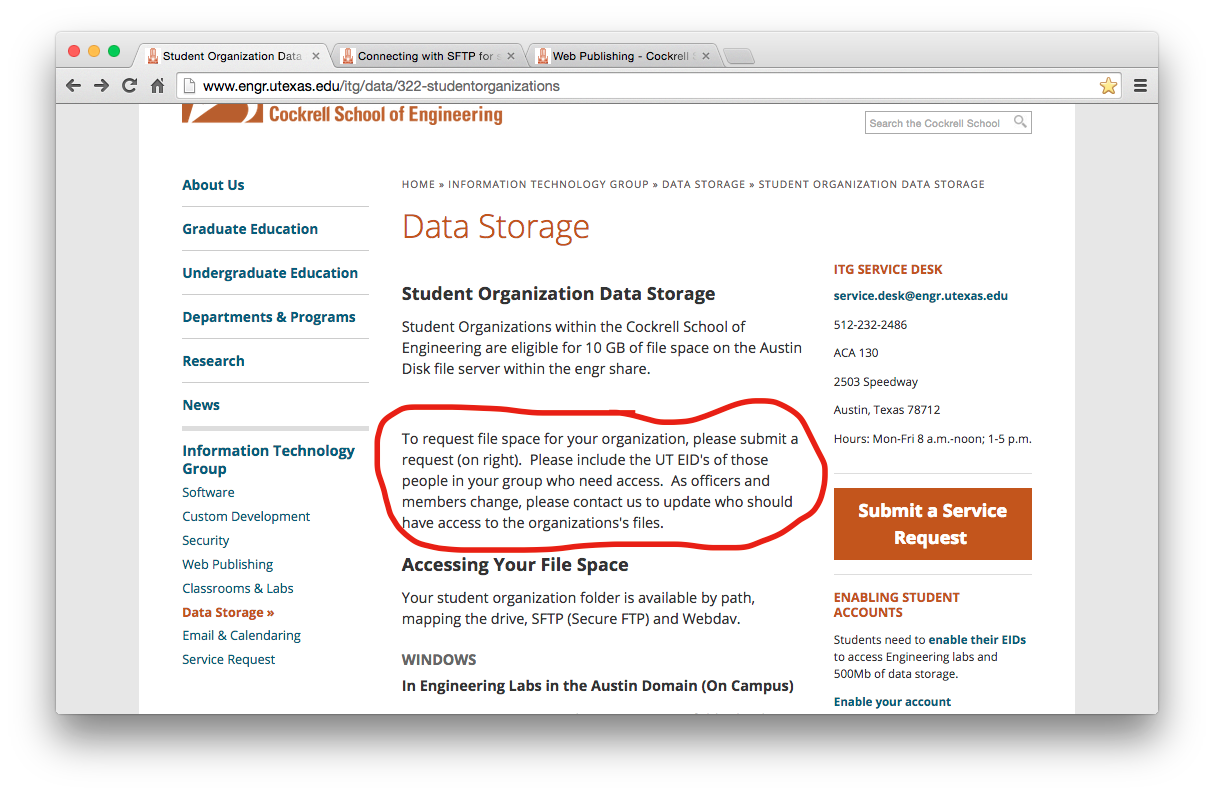 Student Organization Data
Connecting with SFTP for
Web Publishing - Cockrell
www.engr.utexas.edu/itg/data/322-studentorganizations
Cockrell School of Engineering
Search the Cockrell School
About Us
Graduate Education
Undergraduate Education
Departments & Programs
Research
News
Information Technology
Group
Software
Custom Development
Security
Web Publishing
Classrooms & Labs
Data Storage »
Email & Calendaring
Service Request
HOME » INFORMATION TECHNOLOGY GROUP » DATA STORAGE » STUDENT ORGANIZATION DATA STORAGE
Data Storage
Student Organization Data Storage
Student Organizations within the Cockrell School of
Engineering are eligible for 10 GB of file space on the Austin
Disk file server within the engr share.
To request file space for your organization, please submit a
request (on right).  Please include the UT EID's of those
people in your group who need access.  As officers and
members change, please contact us to update who should
have access to the organizations's files.
Accessing Your File Space
Your student organization folder is available by path,
mapping the drive, SFTP (Secure FTP) and Webdav.
WINDOWS
In Engineering Labs in the Austin Domain (On Campus)
ITG SERVICE DESK
service.desk@engr.utexas.edu
512-232-2486
ACA 130
2503 Speedway
Austin, Texas 78712
Hours: Mon-Fri 8 a.m.-noon; 1-5 p.m.
Submit a Service
Request
ENABLING STUDENT
ACCOUNTS
Students need to enable their EIDs
to access Engineering labs and
500Mb of data storage.
Enable your account